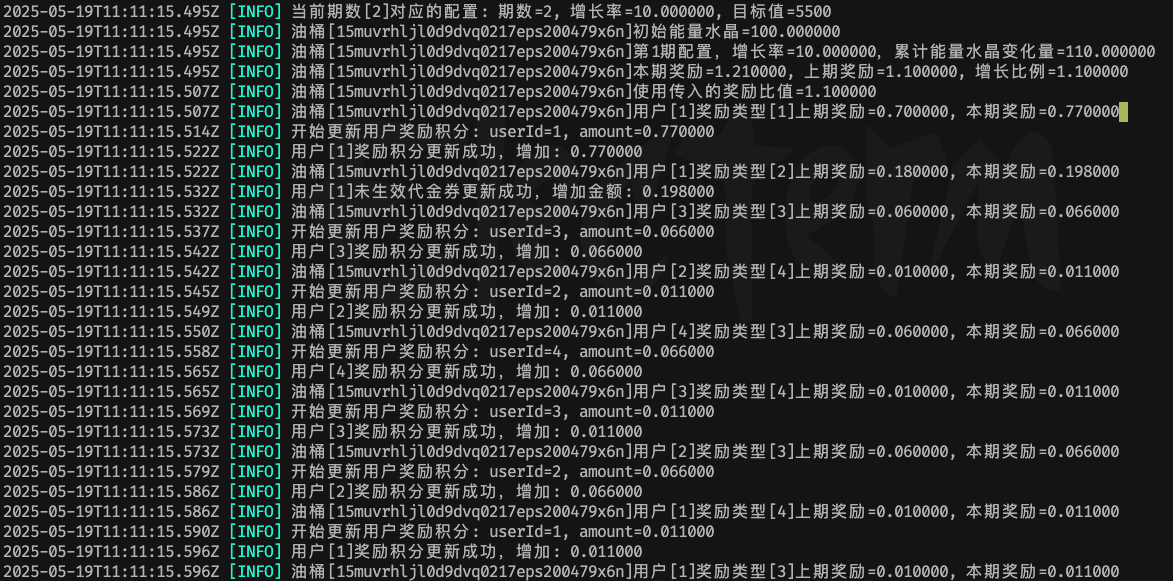 2025-05-19T11:11:15.495Z [INFO] 当前期数[2]对应的配置: 期数=2, 增长率=10.000000, 目标值=5500
2025-05-19T11:11:15.495Z [INFO] 油桶[15muvrhljl0d9dvq0217eps200479x6n]初始能量水晶=100.000000
2025-05-19T11:11:15.495Z [INFO] 油桶[15muvrhljl0d9dvq0217eps200479x6n]第1期配置, 增长率=10.000000, 累计能量水晶变化量=110.000000
2025-05-19T11:11:15.495Z [INFO] 油桶[15muvrhljl0d9dvq0217eps200479x6n]本期奖励=1.210000, 上期奖励=1.100000, 增长比例=1.100000
2025-05-19T11:11:15.507Z [INFO] 油桶[15muvrhljl0d9dvq0217eps200479x6n]使用传入的奖励比值=1.100000
2025-05-19T11:11:15.507Z [INFO] 油桶[15muvrhljl0d9dvq0217eps200479x6n]用户[1]奖励类型[1]上期奖励=0.700000, 本期奖励=0.770000
2025-05-19T11:11:15.514Z [INFO] 开始更新用户奖励积分: userId=1, amount=0.770000
2025-05-19T11:11:15.522Z [INFO] 用户[1]奖励积分更新成功, 增加: 0.770000
2025-05-19T11:11:15.522Z [INFO] 油桶[15muvrhljl0d9dvq0217eps200479x6n]用户[1]奖励类型[2]上期奖励=0.180000, 本期奖励=0.198000
2025-05-19T11:11:15.532Z [INFO] 用户[1]未生效代金券更新成功, 增加金额: 0.198000
2025-05-19T11:11:15.532Z [INFO] 油桶[15muvrhljl0d9dvq0217eps200479x6n]用户[3]奖励类型[3]上期奖励=0.060000, 本期奖励=0.066000
2025-05-19T11:11:15.537Z [INFO] 开始更新用户奖励积分: userId=3, amount=0.066000
2025-05-19T11:11:15.542Z [INFO] 用户[3]奖励积分更新成功, 增加: 0.066000
2025-05-19T11:11:15.542Z [INFO] 油桶[15muvrhljl0d9dvq0217eps200479x6n]用户[2]奖励类型[4]上期奖励=0.010000, 本期奖励=0.011000
2025-05-19T11:11:15.545Z [INFO] 开始更新用户奖励积分: userId=2, amount=0.011000
2025-05-19T11:11:15.549Z [INFO] 用户[2]奖励积分更新成功, 增加: 0.011000
2025-05-19T11:11:15.550Z [INFO] 油桶[15muvrhljl0d9dvq0217eps200479x6n]用户[4]奖励类型[3]上期奖励=0.060000, 本期奖励=0.066000
2025-05-19T11:11:15.558Z [INFO] 开始更新用户奖励积分: userId=4, amount=0.066000
2025-05-19T11:11:15.565Z [INFO] 用户[4]奖励积分更新成功, 增加: 0.066000
2025-05-19T11:11:15.565Z [INFO] 油桶[15muvrhljl0d9dvq0217eps200479x6n]用户[3]奖励类型[4]上期奖励=0.010000, 本期奖励=0.011000
2025-05-19T11:11:15.569Z [INFO] 开始更新用户奖励积分: userId=3, amount=0.011000
2025-05-19T11:11:15.573Z [INFO] 用户[3]奖励积分更新成功, 增加: 0.011000
2025-05-19T11:11:15.573Z [INFO] 油桶[15muvrhljl0d9dvq0217eps200479x6n]用户[2]奖励类型[3]上期奖励=0.060000, 本期奖励=0.066000
2025-05-19T11:11:15.579Z [INFO] 开始更新用户奖励积分: userId=2, amount=0.066000
2025-05-19T11:11:15.586Z [INFO] 用户[2]奖励积分更新成功, 增加: 0.066000
2025-05-19T11:11:15.586Z [INFO] 油桶[15muvrhljl0d9dvq0217eps200479x6n]用户[1]奖励类型[4]上期奖励=0.010000, 本期奖励=0.011000
2025-05-19T11:11:15.590Z [INFO] 开始更新用户奖励积分: userId=1, amount=0.011000
2025-05-19T11:11:15.596Z [INFO] 用户[1]奖励积分更新成功, 增加: 0.011000
2025-05-19T11:11:15.596Z [INFO] 油桶[15muvrhljl0d9dvq0217eps200479x6n]用户[1]奖励类型[3]上期奖励=0.010000, 本期奖励=0.011000